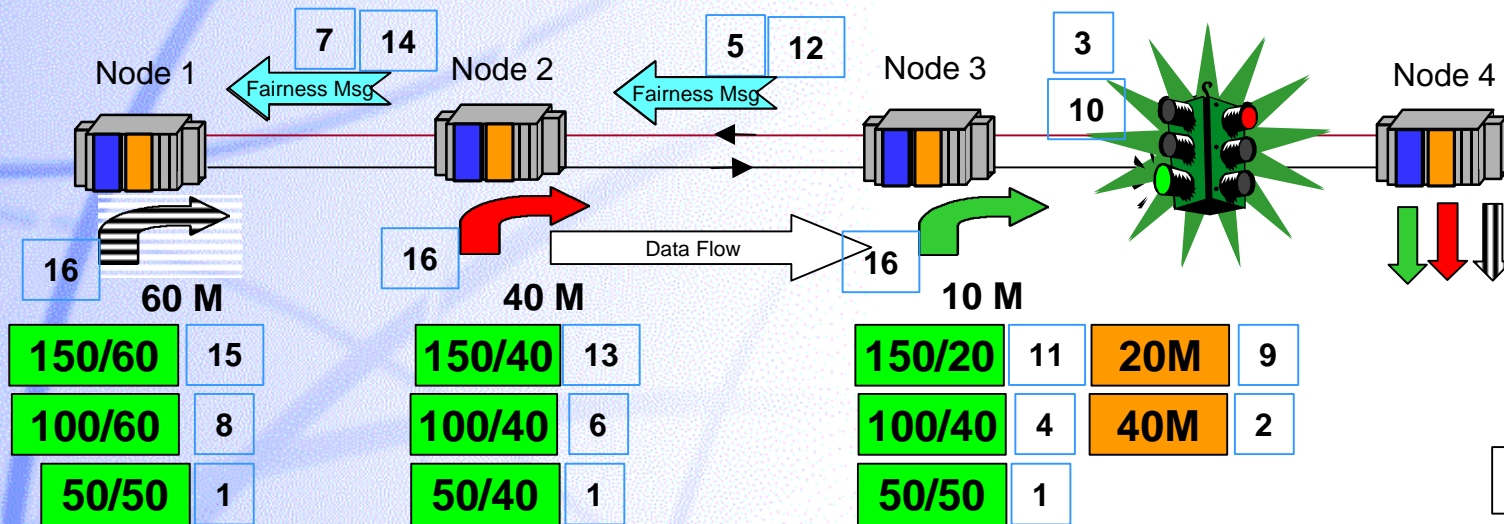 7 14
5 12
3
Node 1
Node 2
Node 3
Node 4
Fairness Msg
Fairness Msg
10
16
16
Data Flow
16
60 M
40 M
10 M
150/60 15
150/40 13
150/20 11 20M 9
100/60 8
100/40 6
100/40 4 40M 2
50/50 1
50/40 1
50/50 1